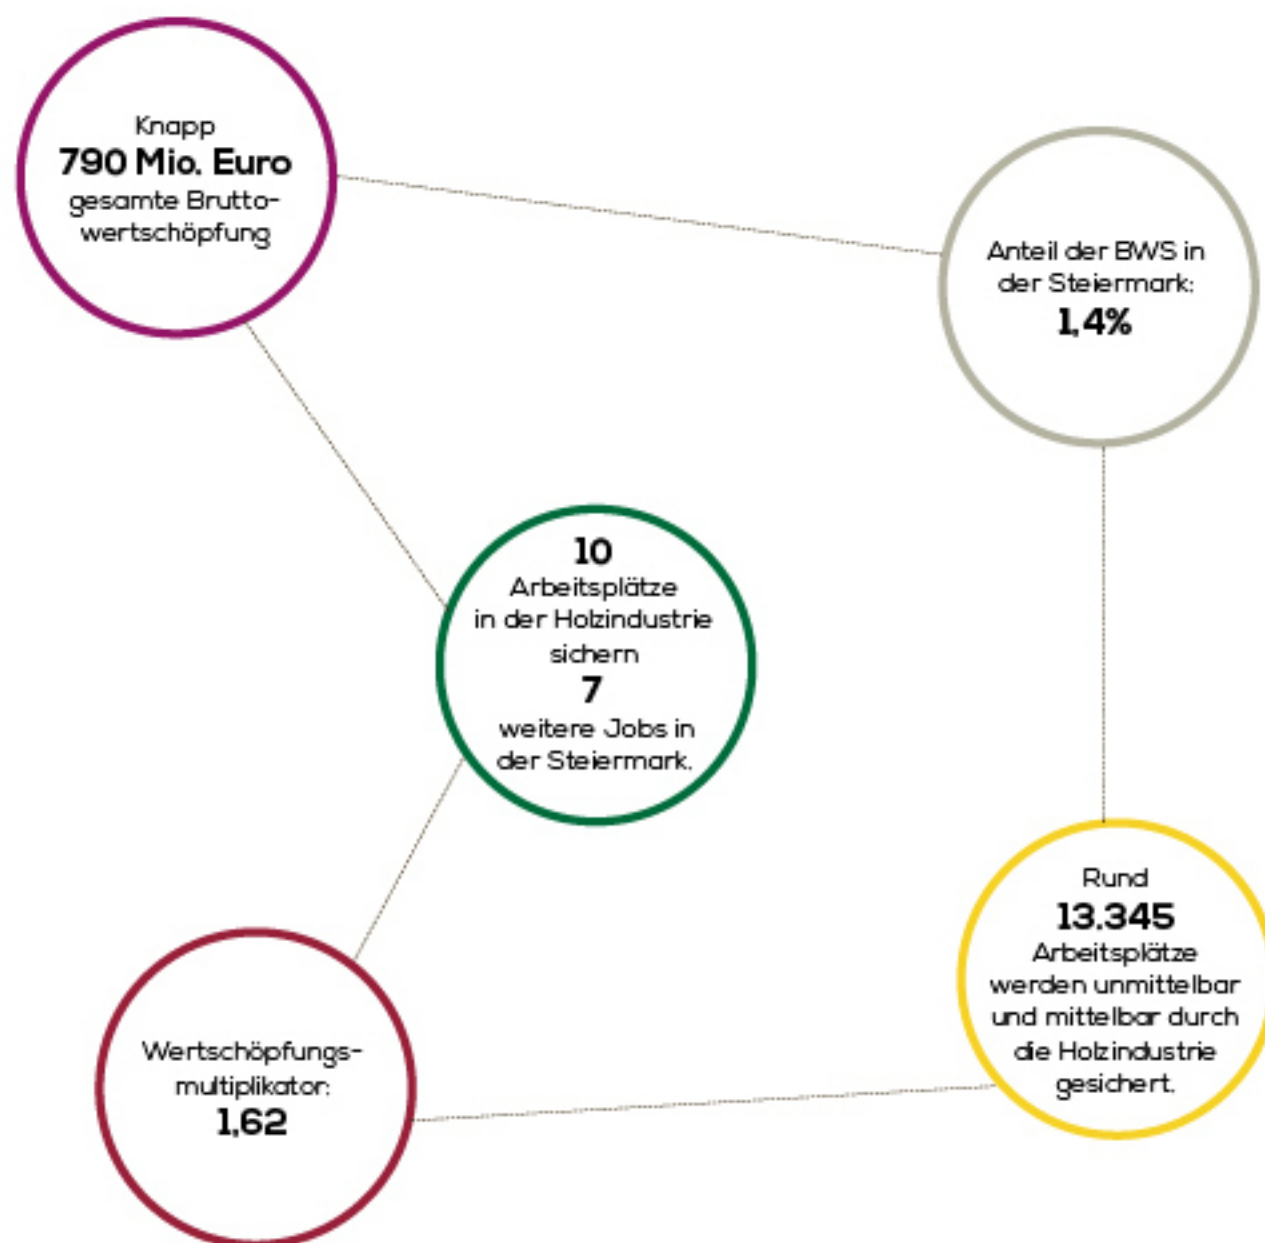 Knapp
790 Mio. Euro
gesamte Brutto-
wertschöpfung
Anteil der BWS in
der Steiermark:
1,4%
10
Arbeitsplätze
in der Holzindustrie
sichern
7
weitere Jobs in
der Steiermark.
Rund
13.345
Arbeitsplätze
werden unmittelbar
und mittelbar durch
die Holzindustrie
gesichert.
Wertschöpfungs-
multiplikator:
1,62